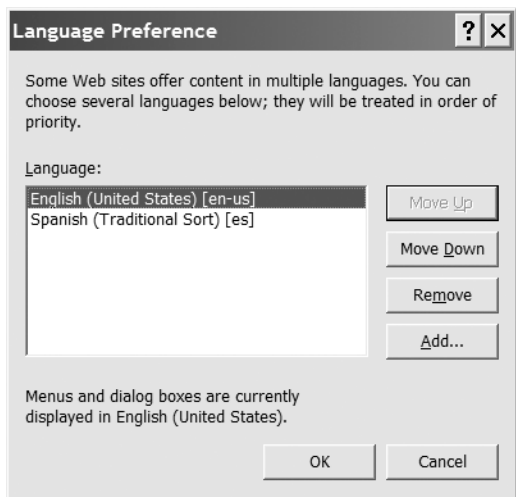 Language Preference
? ×
Some Web sites offer content in multiple languages. You can
choose several languages below; they will be treated in order of
priority.
Language:
English (United States) [en-us]
Spanish (Traditional Sort) [es]
Move Up
Move Down
Remove
Add...
Menus and dialog boxes are currently
displayed in English (United States).
OK
Cancel